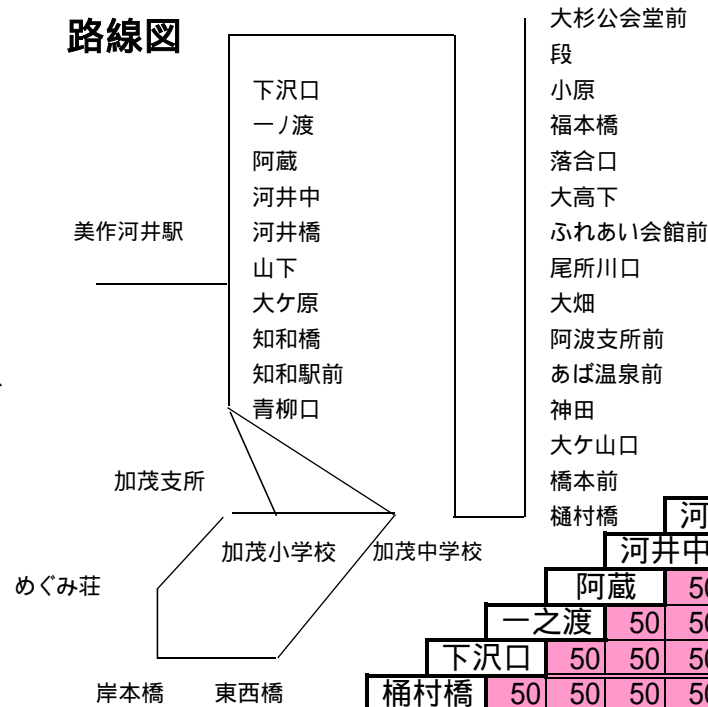 路線図
大杉公会堂前
段
小原
福本橋
落合口
大高下
ふれあい会館前
尾所川口
大畑
阿波支所前
あば温泉前
神田
大ケ山口
橋本前
樋村橋
下沢口
一ノ渡
阿蔵
河井中
河井橋
山下
大ケ原
知和橋
知和駅前
青柳口
美作河井駅
加茂支所
加茂小学校
加茂中学校
めぐみ荘
岸本橋
東西橋
河
河井中
阿蔵 50
一之渡 50 50
下沢口 50 50 50
桶村橋 50 50 50 50